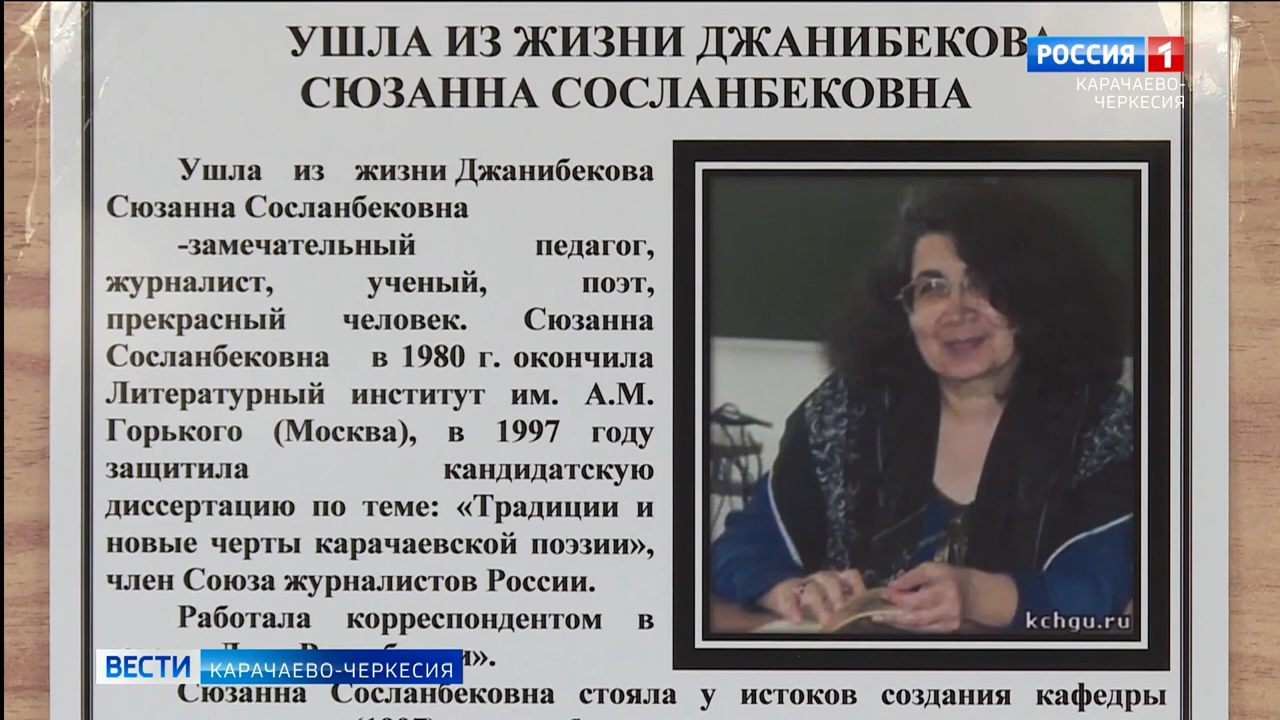 УШЛА ИЗ ЖИЗНИ ДЖАНИБЕКОВА
СЮЗАННА СОСЛАНБЕКОВНА
РОССИЯ 1
КАРАЧАЕВО-
ЧЕРКЕСИЯ
Ушла из жизни Джанибекова
Сюзанна Сосланбековна
-замечательный педагог,
журналист, ученый, поэт,
прекрасный человек. Сюзанна
Сосланбековна в 1980 г. окончила
Литературный институт им. А.М.
Горького (Москва), в 1997 году
защитила кандидатскую
диссертацию по теме: «Традиции и
новые черты карачаевской поэзии»,
член Союза журналистов России.
Работала корреспондентом в
kchgu.ru
ВЕСТИ КАРАЧАЕВО-ЧЕРКЕСИЯ
Сюзанна Сосланбековна стояла у истоков создания кафедры